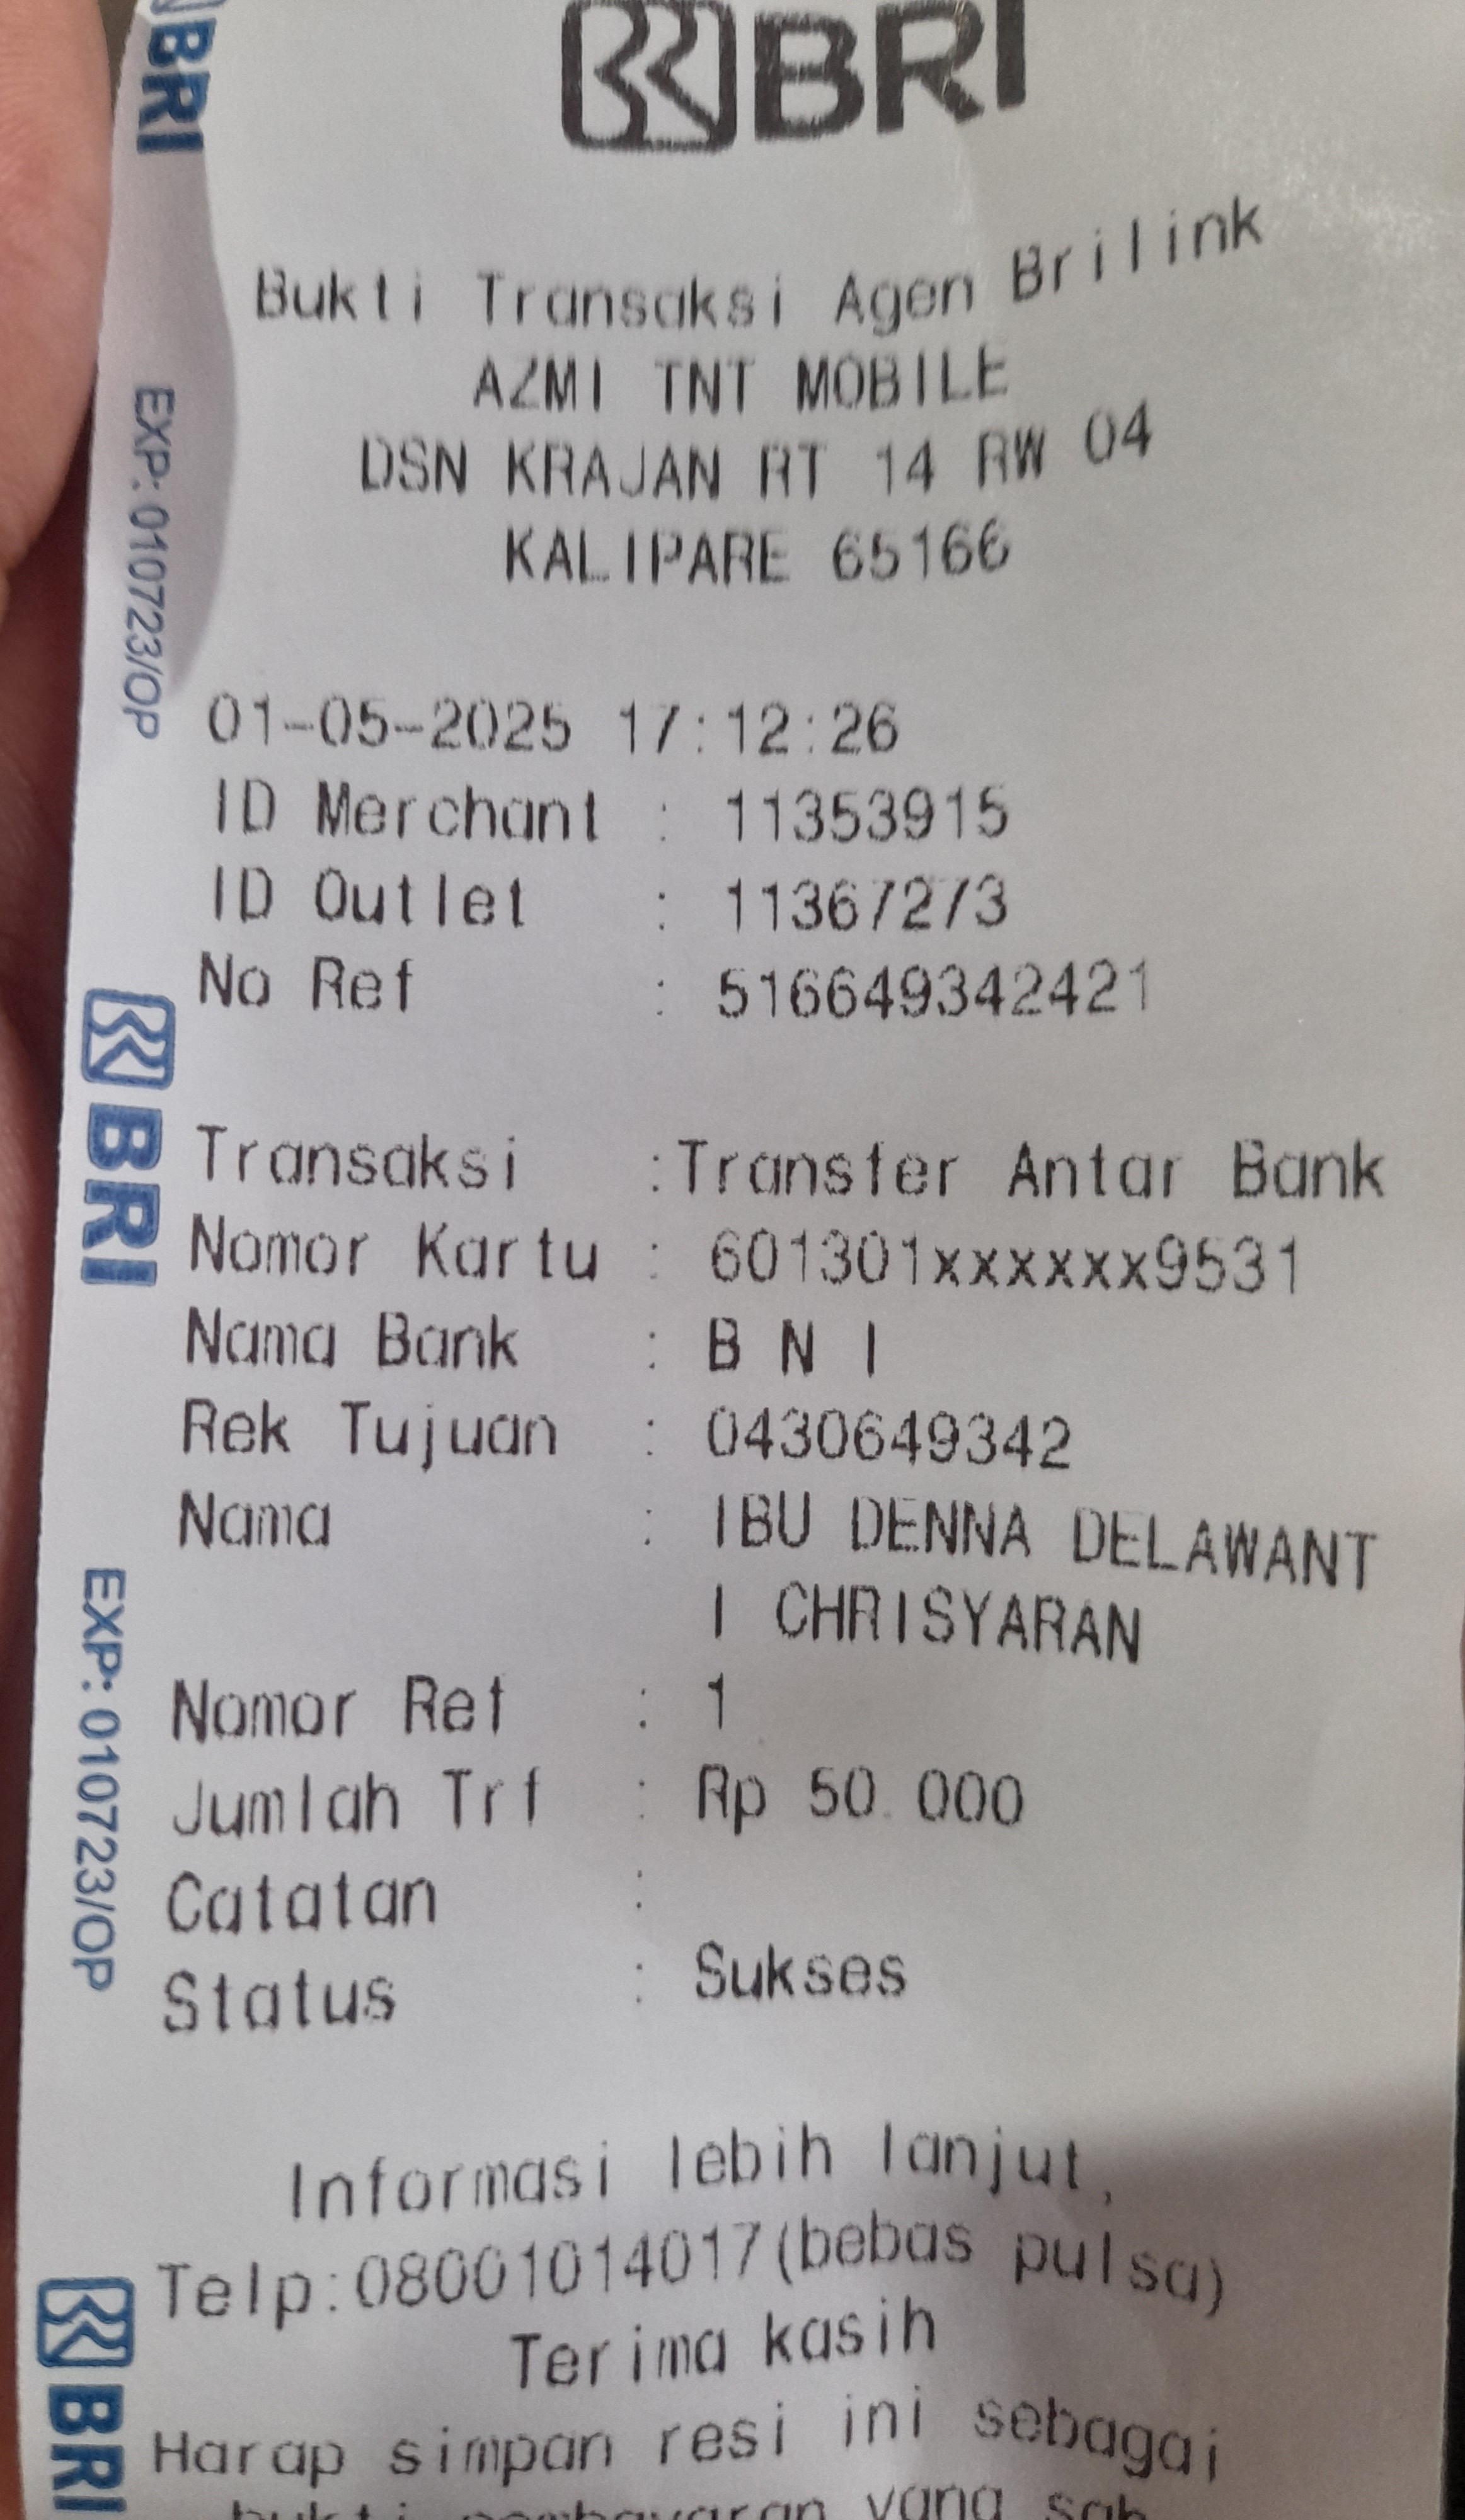 BRI
Bukti Transaksi Agen Brilink
AZMI TNT MOBILE
DSN KRAJAN RT 14 RW 04
KALIPARE 65166
01-05-2025 17:12:26
ID Merchant : 11353915
ID Outlet : 11367273
No Ref : 516649342421
Transaksi :Transfer Antar Bank
Nomor Kartu : 601301xxxxxx9531
Nama Bank : B N I
Rek Tujuan : 0430649342
Nama : IBU DENNA DELAWANT
I CHRISYARAN
Nomor Ref : 1
Jumlah Trf : Rp 50.000
Catatan :
Status : Sukses
Informasi lebih lanjut,
Telp:08001014017(bebas pulsa)
Terima kasih
Harap simpan resi ini sebagai
bukti pembayaran yang sah
BRI
EXP: 010723/OP
BRI
EXP: 010723/OP
BRI